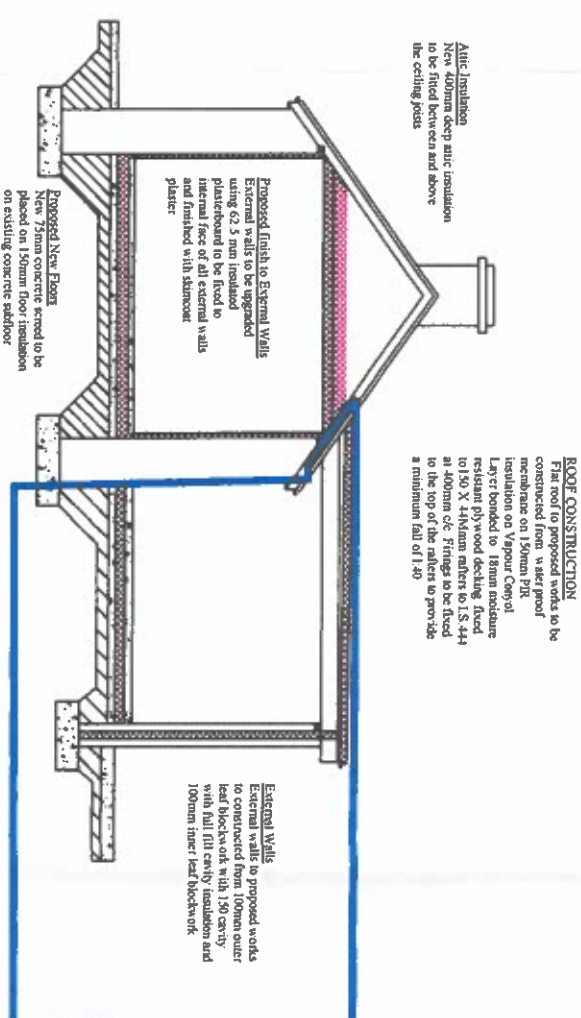 Attic Insulation
New 400mm deep attic insulation
to be fitted between and above
the ceiling joists
ROOF CONSTRUCTION
Flat roof to proposed works to be
constructed from water proof
membrane on 150mm PIR
insulation on Vapour Conyol
Layer bonded to 18mm moisture
resistant plywood decking fixed
to 150 X 44Mmm rafters to I.S.444
at 400mm c/c Firings to be fixed
to the top of the rafters to provide
a minimum fall of 1:40
Proposed finish to External Walls
External walls to be upgraded
using 62.5 mm insulated
plasterboard to be fixed to
internal face of all external walls
and finished with skimcoat
plaster
External Walls
External walls to proposed works
to constructed from 100mm outer
leaf blockwork with 150 cavity
with full fill cavity insulation and
100mm inner leaf blockwork
Proposed New Floors
New 75mm concrete screed to be
placed on 150mm floor insulation
on existing concrete subfloor